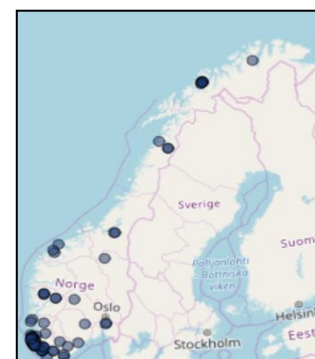 Sverige
Suom
Pohjanlahti
Bottniska
viken
Norge
Oslo
Helsin
Stockholm
Eest